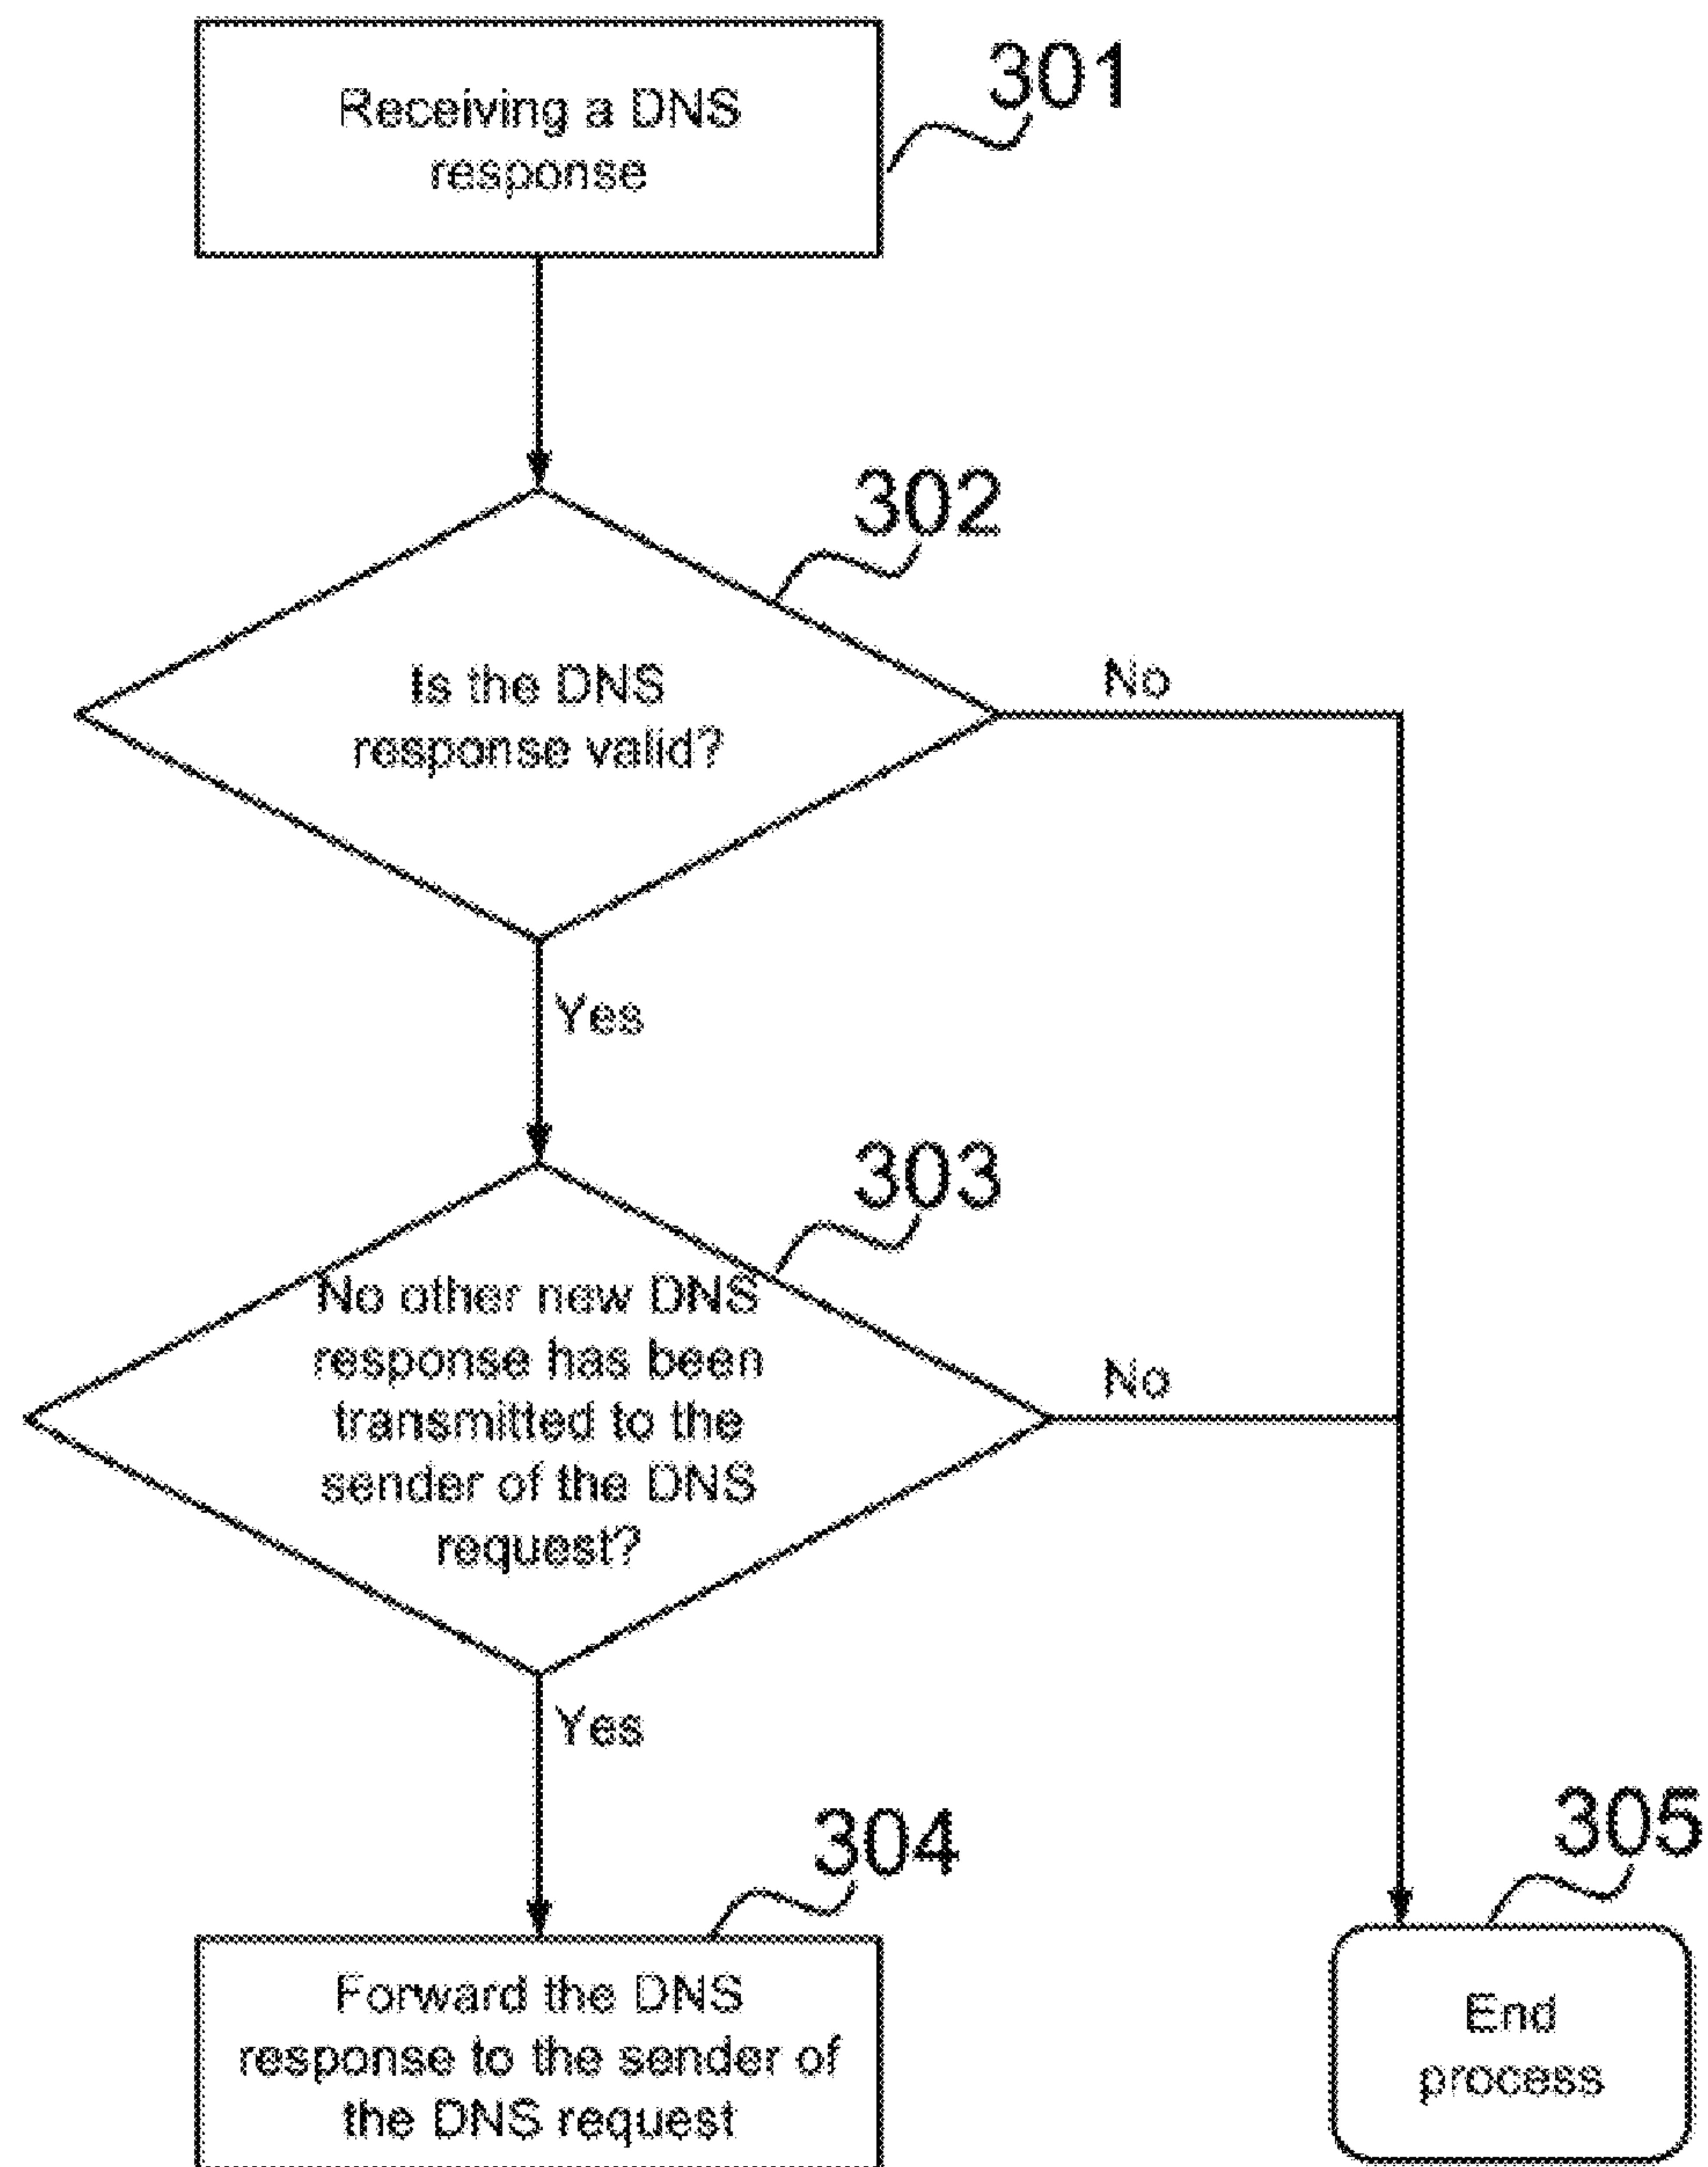 Receiving a DNS
response
301
302
Is the DNS
response valid?
No
Yes
303
No other new DNS
response has been
transmitted to the
sender of the DNS
request?
No
Yes
304
Forward the DNS
response to the sender of
the DNS request
305
End
process